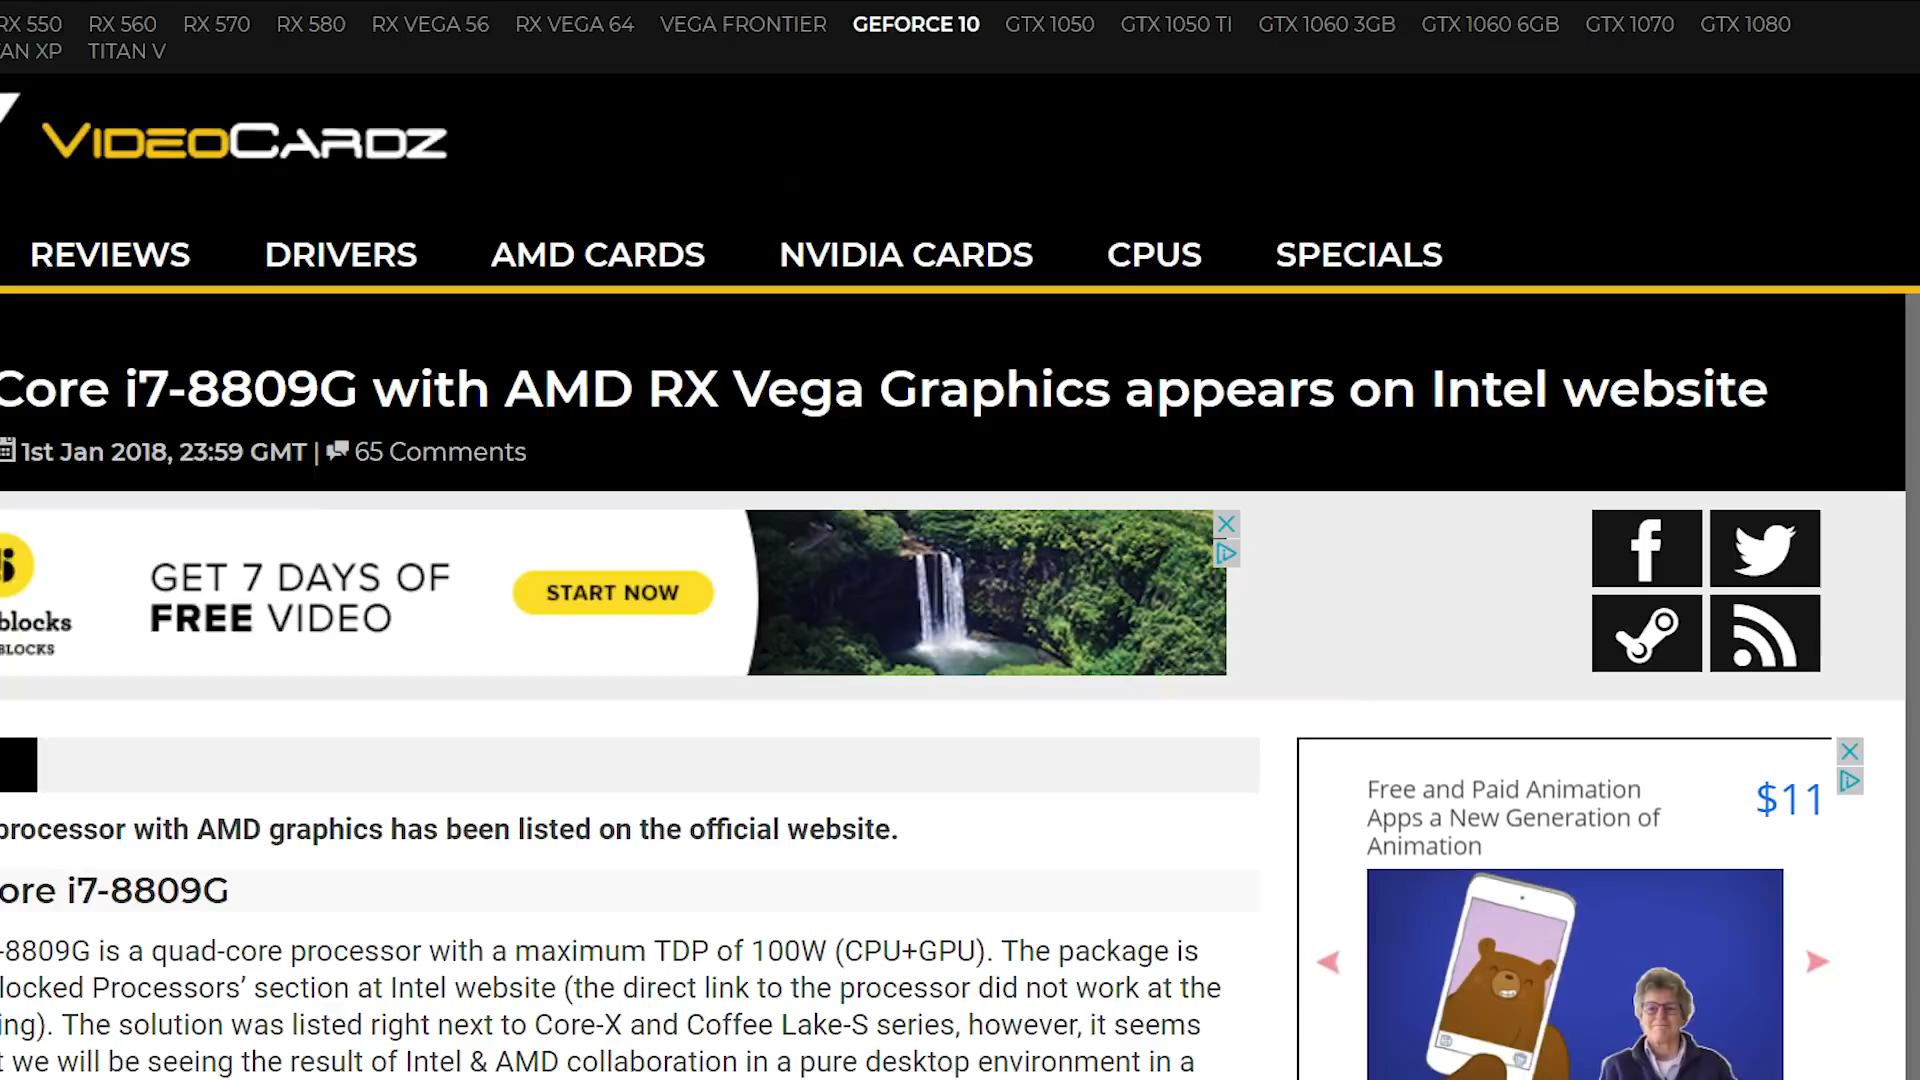 RX 550 RX 560 RX 570 RX 580 RX VEGA 56 RX VEGA 64 VEGA FRONTIER GEFORCE 10 GTX 1050 GTX 1050 TI GTX 1060 3GB GTX 1060 6GB GTX 1070 GTX 1080
AN XP TITAN V
VIDEOCARDZ
REVIEWS DRIVERS AMD CARDS NVIDIA CARDS CPUS SPECIALS
Core i7-8809G with AMD RX Vega Graphics appears on Intel website
1st Jan 2018, 23:59 GMT | 65 Comments
GET 7 DAYS OF
FREE VIDEO
START NOW
blocks
BLOCKS
processor with AMD graphics has been listed on the official website.
ore i7-8809G
-8809G is a quad-core processor with a maximum TDP of 100W (CPU+GPU). The package is
locked Processors’ section at Intel website (the direct link to the processor did not work at the
ing). The solution was listed right next to Core-X and Coffee Lake-S series, however, it seems
t we will be seeing the result of Intel & AMD collaboration in a pure desktop environment in a
Free and Paid Animation
Apps a New Generation of
Animation
$11